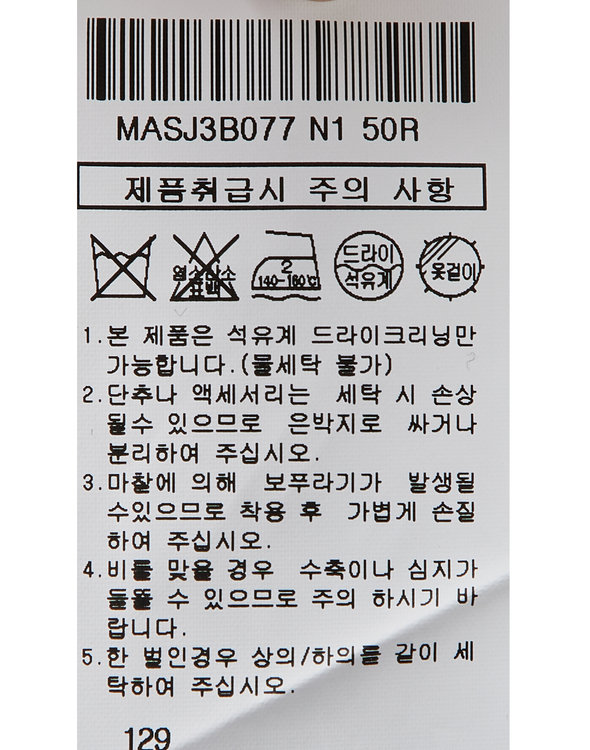 MASJ3B077 N1 50R
제품취급시 주의 사항
염소산소
표백
2
140-160℃
드라이
석유계
옷걸이
1.본 제품은 석유계 드라이크리닝만
가능합니다.(물세탁 불가)
2.단추나 액세서리는 세탁 시 손상
될수 있으므로 은박지로 싸거나
분리하여 주십시오.
3.마찰에 의해 보푸라기가 발생될
수있으므로 착용 후 가볍게 손질
하여 주십시오.
4.비를 맞을 경우 수축이나 심지가
들뜰 수 있으므로 주의 하시기 바
랍니다.
5.한 벌인경우 상의/하의를 같이 세
탁하여 주십시오.
129